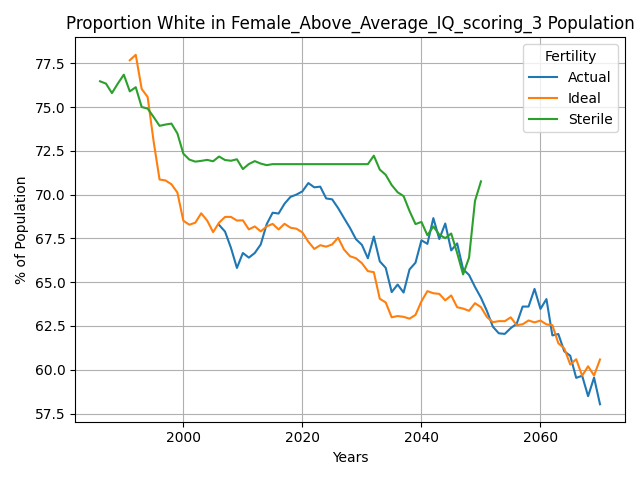 Proportion White in Female_Above_Average_IQ_scoring_3 Population
Fertility
Actual
Ideal
Sterile
% of Population
77.5
75.0
72.5
70.0
67.5
65.0
62.5
60.0
57.5
2000
2020
2040
2060
Years